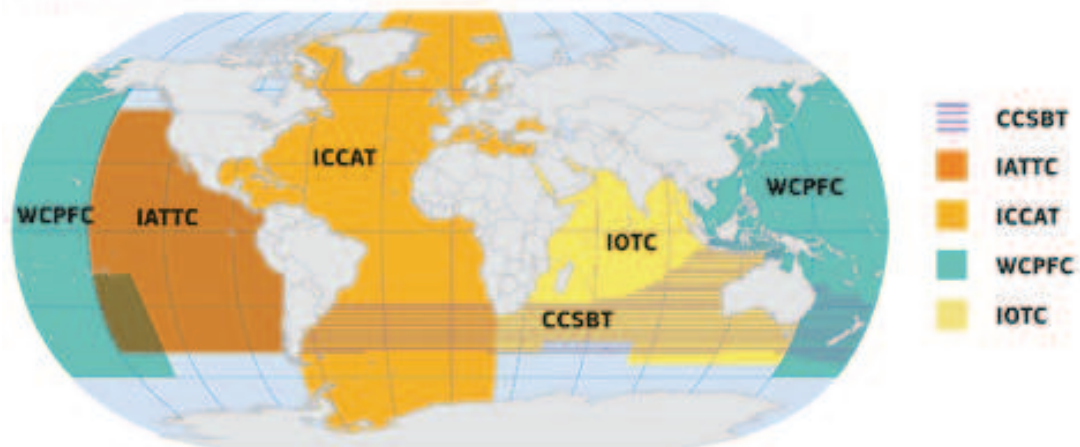 ICCAT
WCPFC
IATTC
IOTC
WCPFC
CCSBT
CCSBT
IATTC
ICCAT
WCPFC
IOTC